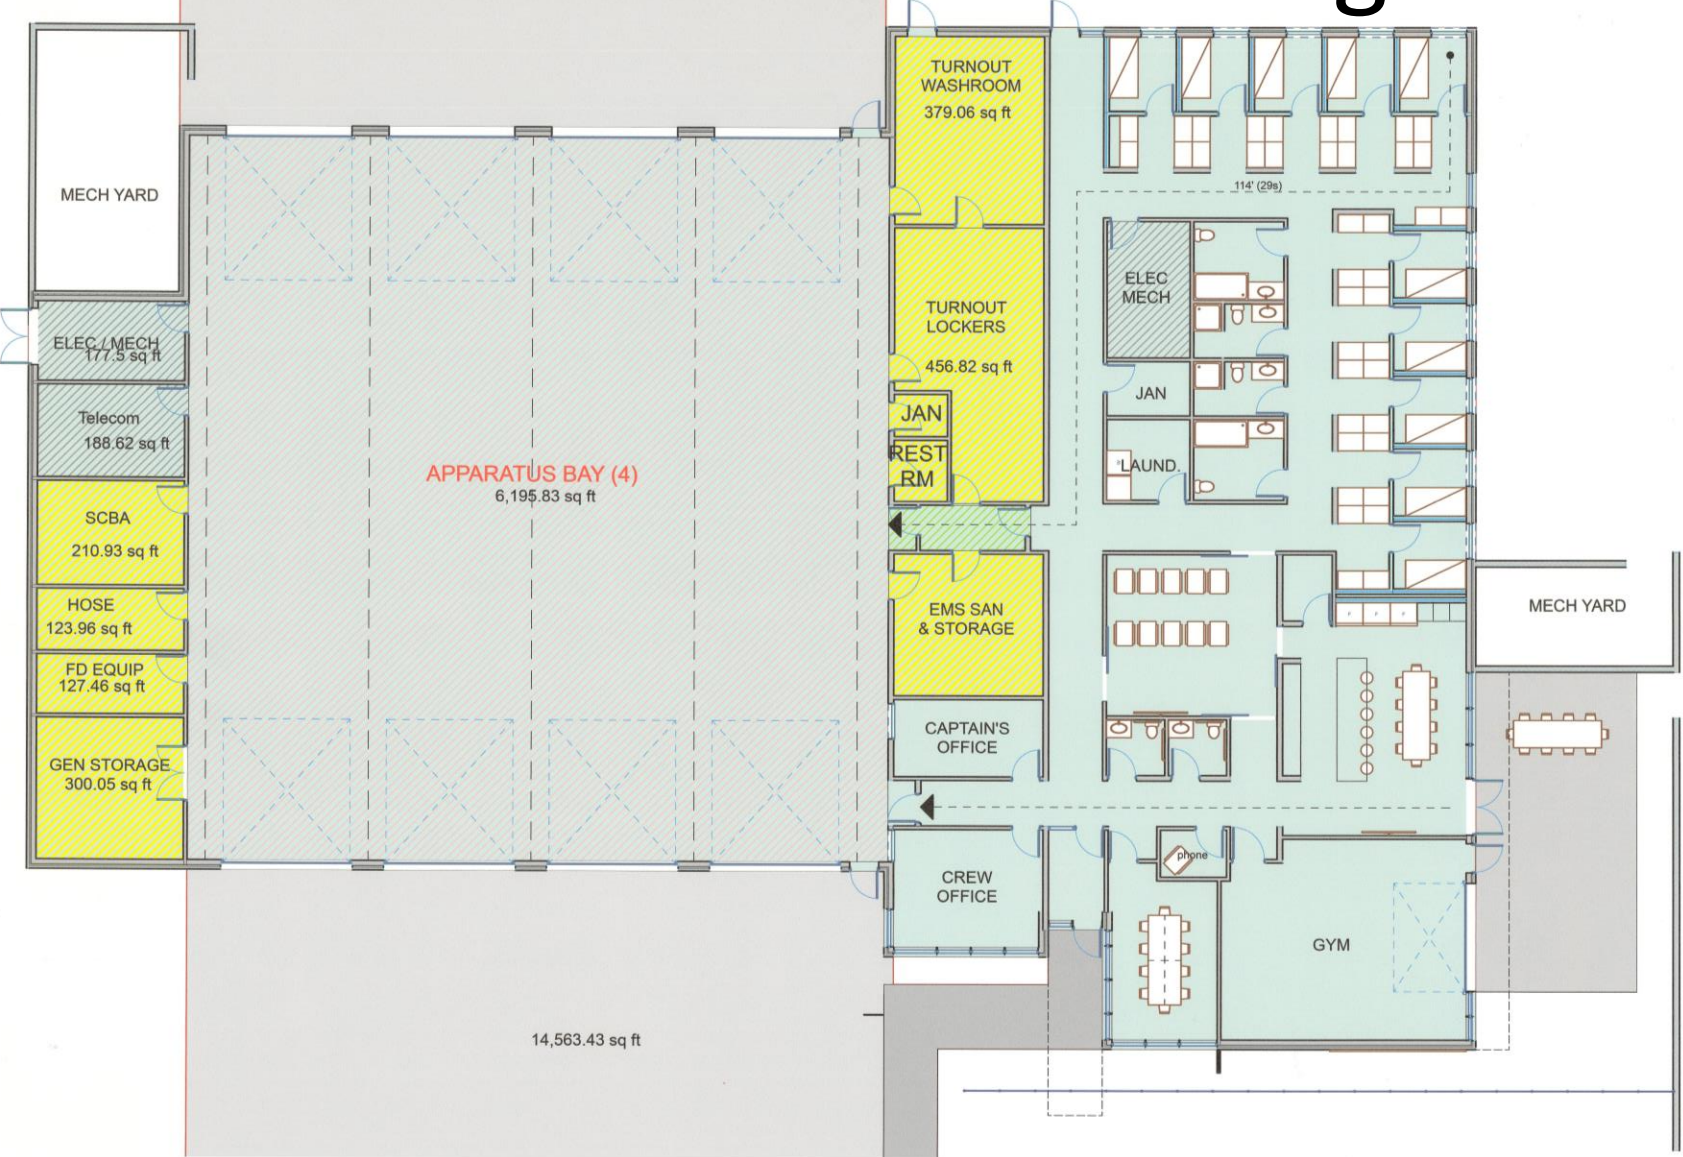 g
TURNOUT
WASHROOM
379.06 sq ft
MECH YARD
114' (29s)
ELEC
MECH
TURNOUT
LOCKERS
456.82 sq ft
ELEC / MECH
177.5 sq ft
JAN
JAN
Telecom
188.62 sq ft
REST
RM
LAUND.
APPARATUS BAY (4)
6,195.83 sq ft
SCBA
210.93 sq ft
HOSE
123.96 sq ft
EMS SAN
& STORAGE
MECH YARD
FD EQUIP
127.46 sq ft
CAPTAIN'S
OFFICE
GEN STORAGE
300.05 sq ft
phone
CREW
OFFICE
GYM
14,563.43 sq ft